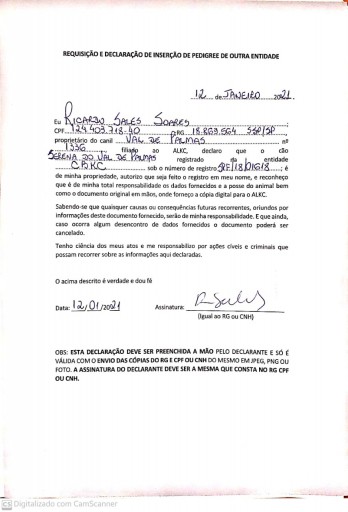 REQUISIÇÃO E DECLARAÇÃO DE INSERÇÃO DE PEDIGREE DE OUTRA ENTIDADE
12 de JANEIRO 2021
Eu RICARDO SALES SOARES
CPF 124.403.718-40 RG 18.869.564 SSP/SP
proprietário do canil VAL DE PALMAS nº
1336 filiado ao ALKC, declaro que o cão
SERENA DO VAL DE PALMAS registrado da entidade
CBKC sob o número de registro SPF/18/01618; é
de minha propriedade, autorizo que seja feito o registro em meu nome, e reconheço
que é de minha total responsabilidade os dados fornecidos e a posse do animal bem
como o documento original em mãos, onde forneço a cópia digital para o ALKC.
Sabendo-se que quaisquer causas ou consequências futuras recorrentes, oriundos por
informações deste documento fornecido, serão de minha responsabilidade. E que ainda,
caso ocorra algum desencontro de dados fornecidos o documento poderá ser
cancelado.
Tenho ciência dos meus atos e me responsabilizo por ações cíveis e criminais que
possam recorrer sobre as informações aqui declaradas.
O acima descrito é verdade e dou fé
Data: 12/01/2021 Assinatura:
(Igual ao RG ou CNH)
OBS: ESTA DECLARAÇÃO DEVE SER PREENCHIDA A MÃO PELO DECLARANTE E SÓ É
VÁLIDA COM O ENVIO DAS CÓPIAS DO RG E CPF OU CNH DO MESMO EM JPEG, PNG OU
FOTO. A ASSINATURA DO DECLARANTE DEVE SER A MESMA QUE CONSTA NO RG CPF
OU CNH.
CS Digitalizado com CamScanner